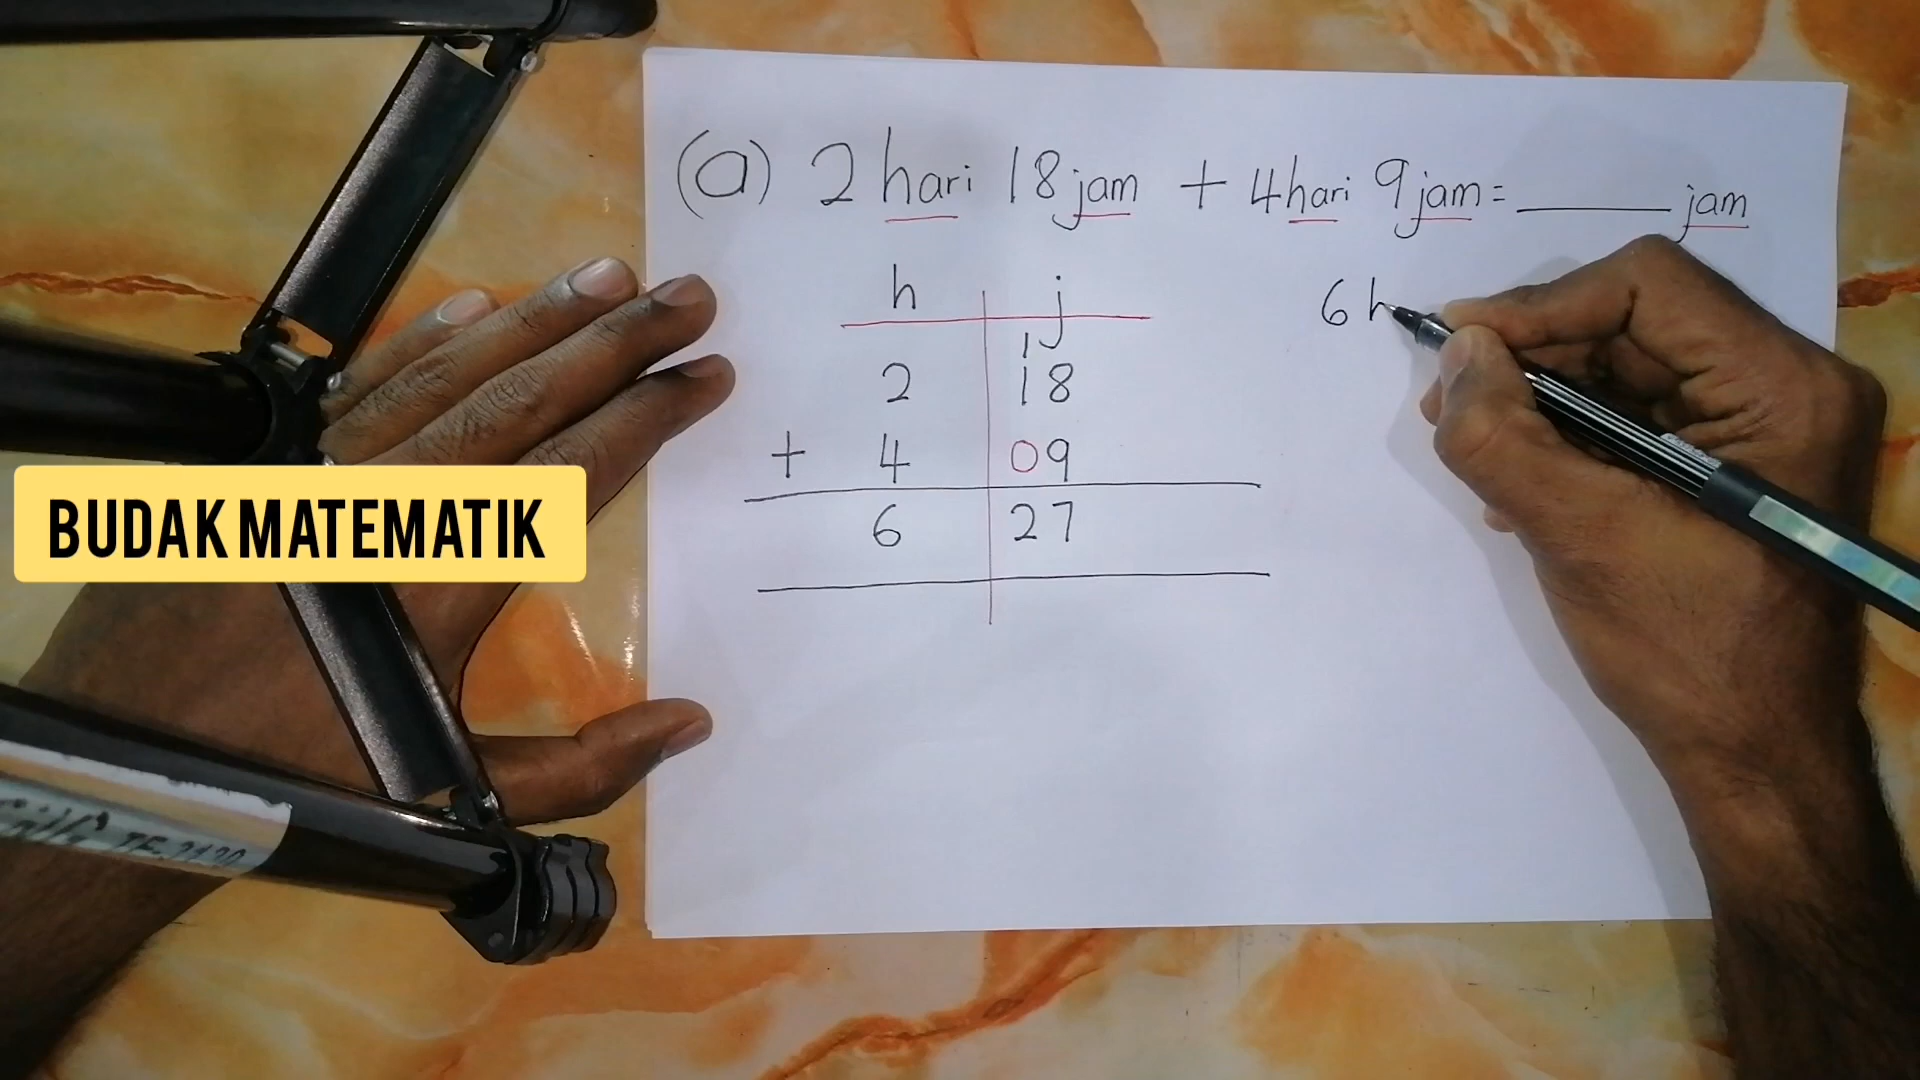 (a) 2 hari 18 jam + 4 hari 9 jam = _____ jam
h j
1
2 18
+ 4 09
6 27
6 h
BUDAK MATEMATIK